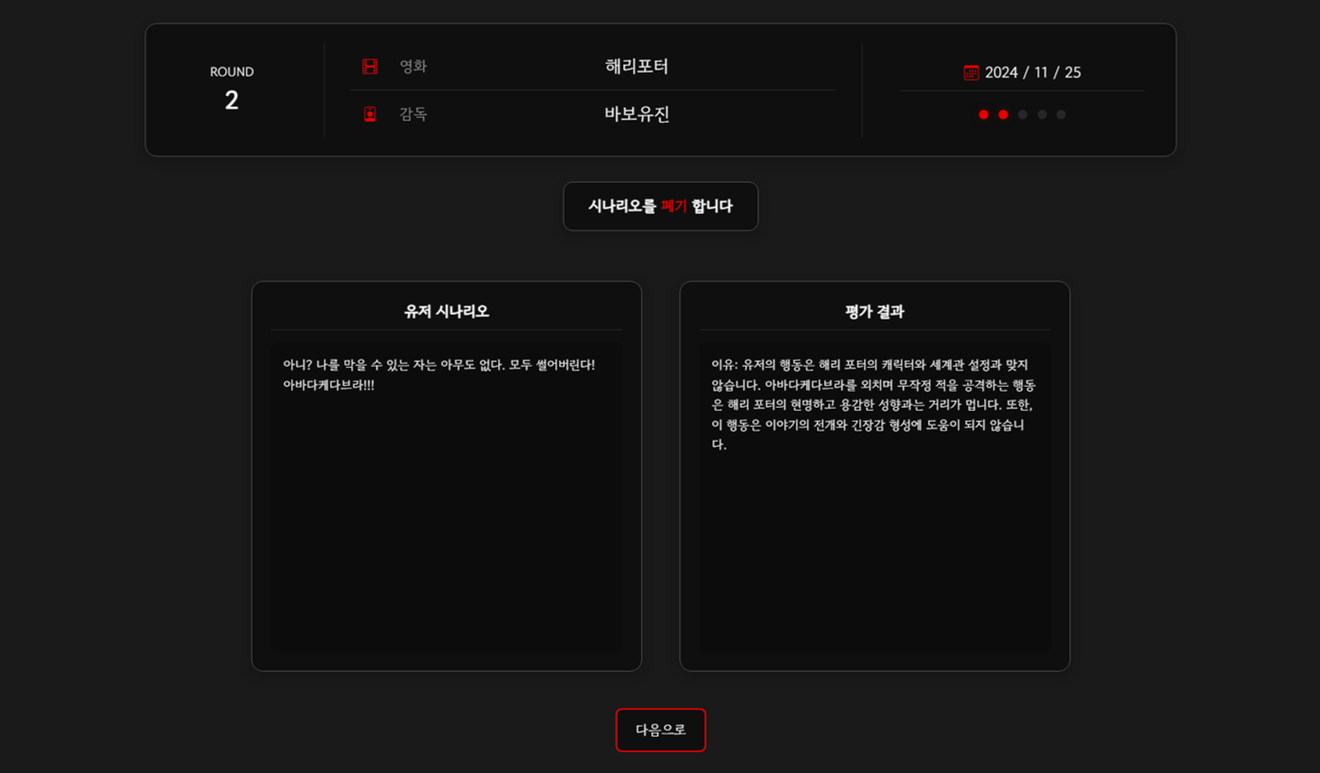 ROUND
2
영화
해리포터
감독
바보유진
2024 / 11 / 25
시나리오를 폐기 합니다
유저 시나리오
아니? 나를 막을 수 있는 자는 아무도 없다. 모두 썰어버린다!
아바다케다브라!!!
평가 결과
이유: 유저의 행동은 해리 포터의 캐릭터와 세계관 설정과 맞지
않습니다. 아바다케다브라를 외치며 무작정 적을 공격하는 행동
은 해리 포터의 현명하고 용감한 성향과는 거리가 멉니다. 또한,
이 행동은 이야기의 전개와 긴장감 형성에 도움이 되지 않습니
다.
다음으로